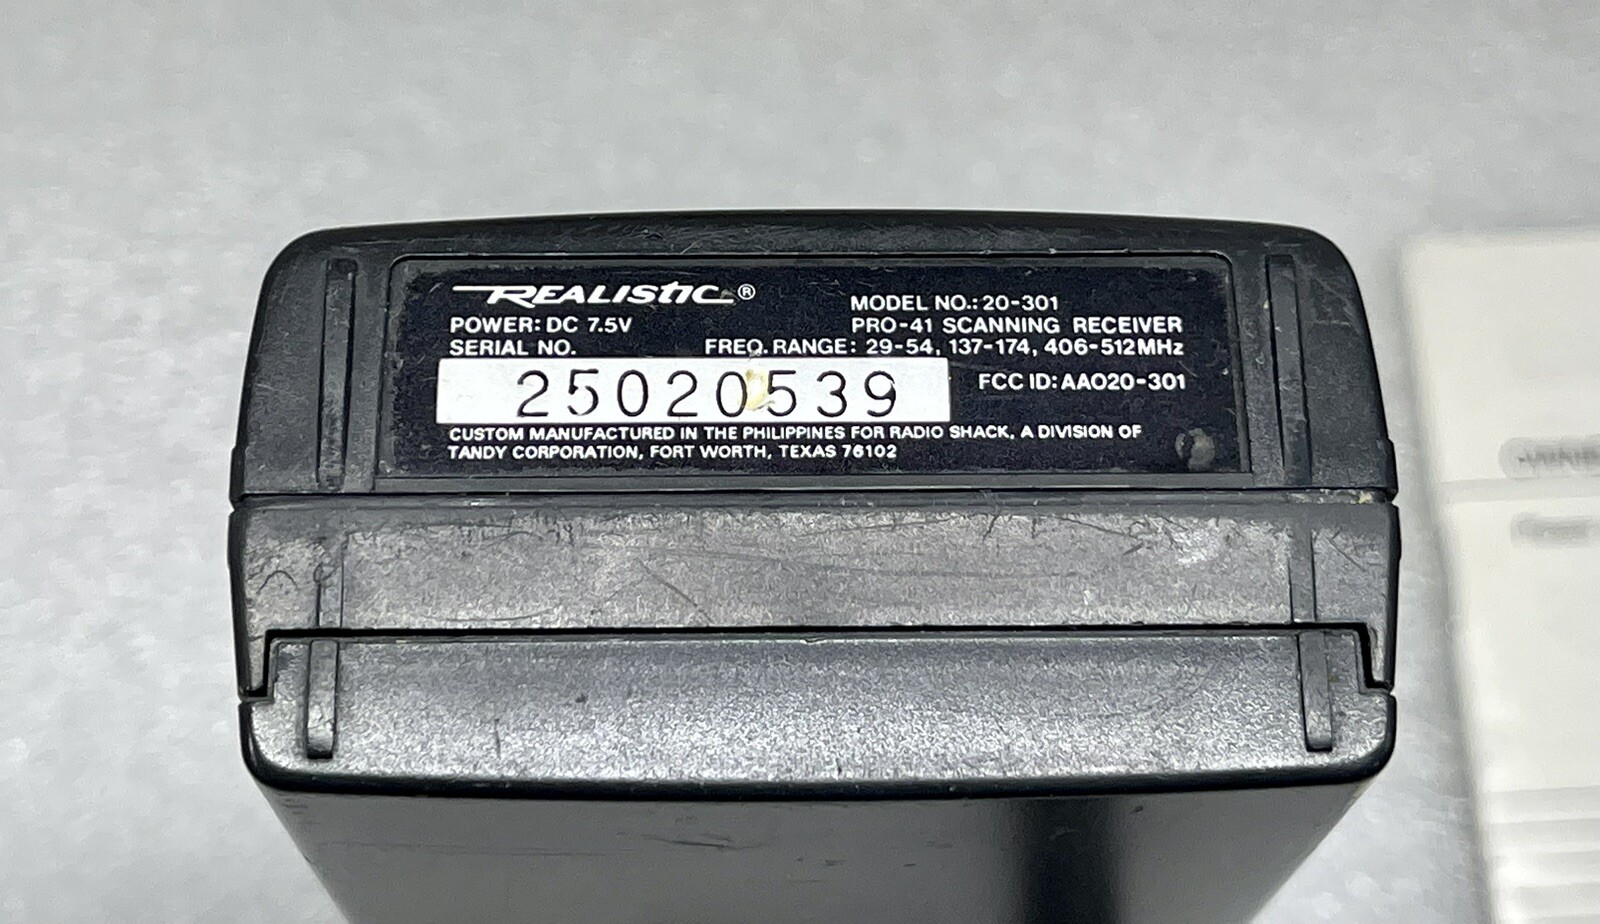 REALISTIC®
MODEL NO.: 20-301
POWER: DC 7.5V
PRO-41 SCANNING RECEIVER
SERIAL NO.
FREQ. RANGE: 29-54, 137-174, 406-512MHz
25020539
FCC ID: AAO20-301
CUSTOM MANUFACTURED IN THE PHILIPPINES FOR RADIO SHACK, A DIVISION OF
TANDY CORPORATION, FORT WORTH, TEXAS 76102